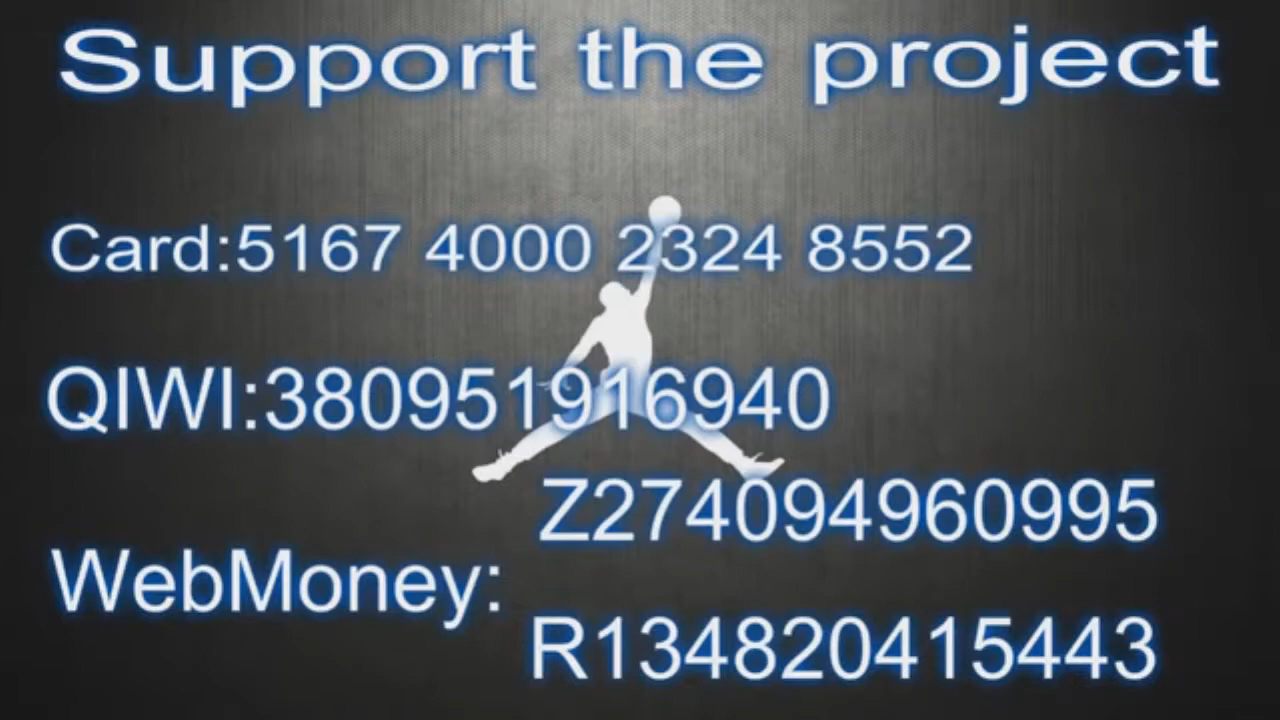 Support the project
Card:5167 4000 2324 8552
QIWI:380951916940
Z274094960995
WebMoney:
R134820415443